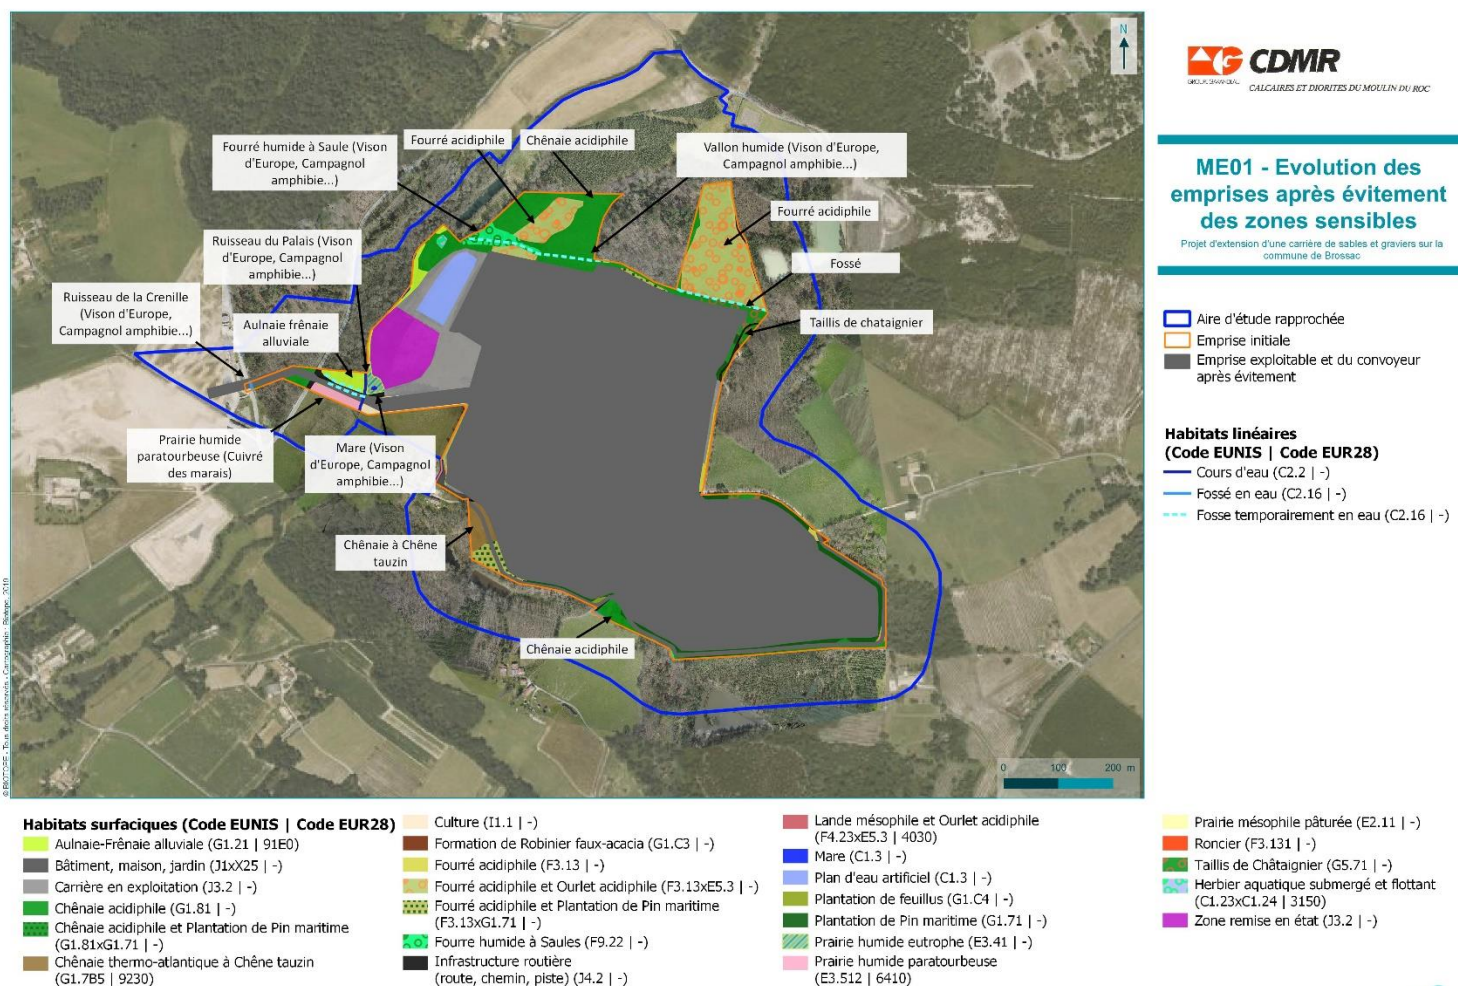 N
CDMR
CALCAIRES ET DIORITES DU MOULIN DU ROC
ME01 - Evolution des
emprises après évitement
des zones sensibles
Projet d'extension d'une carrière de sables et graviers sur la
commune de Brossac
Aire d'étude rapprochée
Emprise initiale
Emprise exploitable et du convoyeur
après évitement
Habitats linéaires
(Code EUNIS | Code EUR28)
Cours d'eau (C2.2 | -)
Fossé en eau (C2.16 | -)
Fosse temporairement en eau (C2.16 | -)
Fourré humide à Saule (Vison
d'Europe, Campagnol
amphibie...)
Fourré acidiphile
Chênaie acidiphile
Vallon humide (Vison d'Europe,
Campagnol amphibie...)
Fourré acidiphile
Fossé
Taillis de chataignier
Ruisseau du Palais (Vison
d'Europe, Campagnol
amphibie...)
Ruisseau de la Crenille
(Vison d'Europe,
Campagnol amphibie...)
Aulnaie frênaie
alluviale
Prairie humide
paratourbeuse (Cuivré
des marais)
Mare (Vison
d'Europe, Campagnol
amphibie...)
Chênaie à Chêne
tauzin
Chênaie acidiphile
0 100 200 m
© BIOTOPE - Tous droits réservés - Cartographie : Biotope, 2019
Habitats surfaciques (Code EUNIS | Code EUR28)
Aulnaie-Frênaie alluviale (G1.21 | 91E0)
Bâtiment, maison, jardin (J1xX25 | -)
Carrière en exploitation (J3.2 | -)
Chênaie acidiphile (G1.81 | -)
Chênaie acidiphile et Plantation de Pin maritime
(G1.81xG1.71 | -)
Chênaie thermo-atlantique à Chêne tauzin
(G1.7B5 | 9230)
Culture (I1.1 | -)
Formation de Robinier faux-acacia (G1.C3 | -)
Fourré acidiphile (F3.13 | -)
Fourré acidiphile et Ourlet acidiphile (F3.13xE5.3 | -)
Fourré acidiphile et Plantation de Pin maritime
(F3.13xG1.71 | -)
Fourre humide à Saules (F9.22 | -)
Infrastructure routière
(route, chemin, piste) (J4.2 | -)
Lande mésophile et Ourlet acidiphile
(F4.23xE5.3 | 4030)
Mare (C1.3 | -)
Plan d'eau artificiel (C1.3 | -)
Plantation de feuillus (G1.C4 | -)
Plantation de Pin maritime (G1.71 | -)
Prairie humide eutrophe (E3.41 | -)
Prairie humide paratourbeuse
(E3.512 | 6410)
Prairie mésophile pâturée (E2.11 | -)
Roncier (F3.131 | -)
Taillis de Châtaignier (G5.71 | -)
Herbier aquatique submergé et flottant
(C1.23xC1.24 | 3150)
Zone remise en état (J3.2 | -)